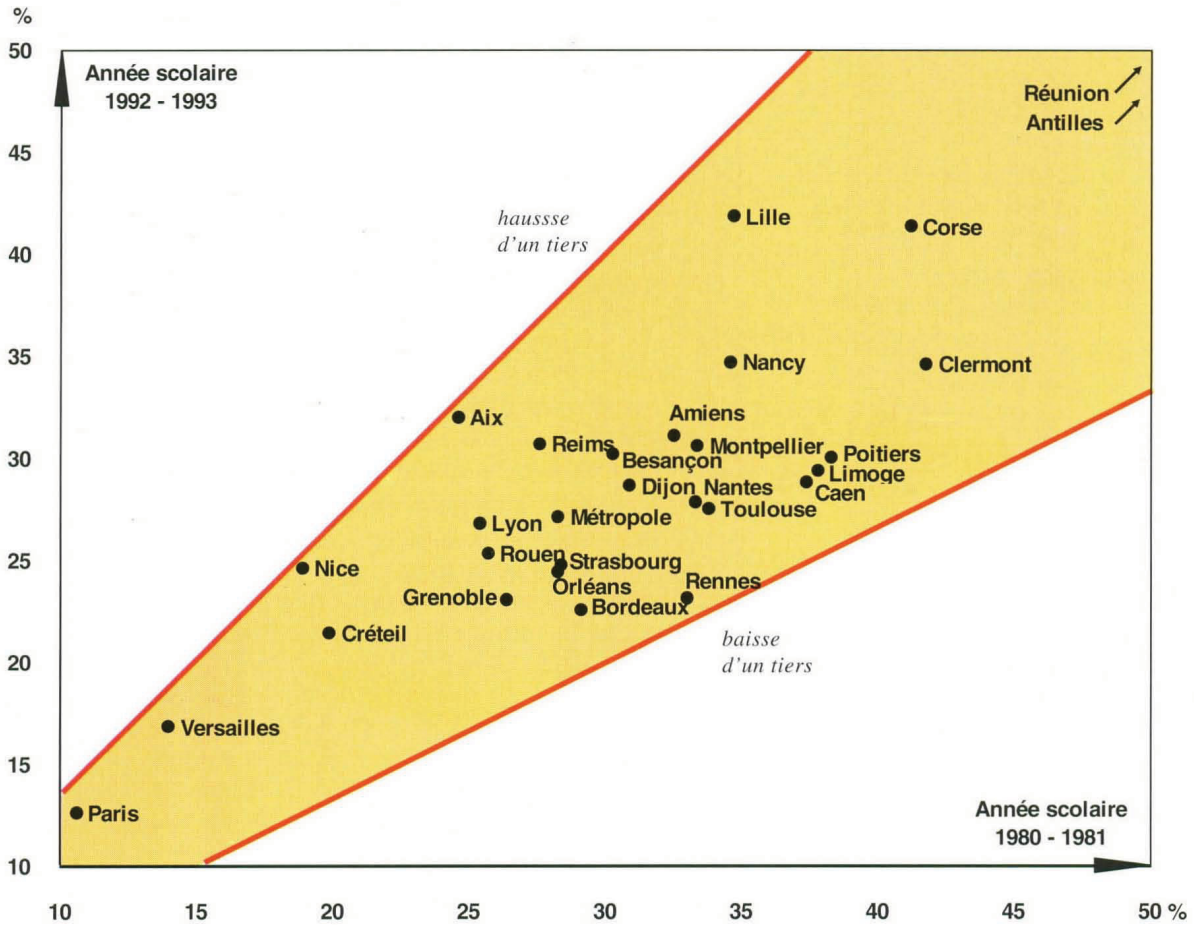 %
50
45
40
35
30
25
20
15
10
Année scolaire
1992 - 1993
Réunion
Antilles
haussse
d'un tiers
Lille
Corse
Nancy
Clermont
Aix
Amiens
Reims
Montpellier
Besançon
Poitiers
Limoge
Dijon Nantes
Caen
Toulouse
Lyon
Métropole
Rouen
Strasbourg
Nice
Orléans
Rennes
Grenoble
Bordeaux
Créteil
baisse
d'un tiers
Versailles
Paris
Année scolaire
1980 - 1981
10 15 20 25 30 35 40 45 50 %